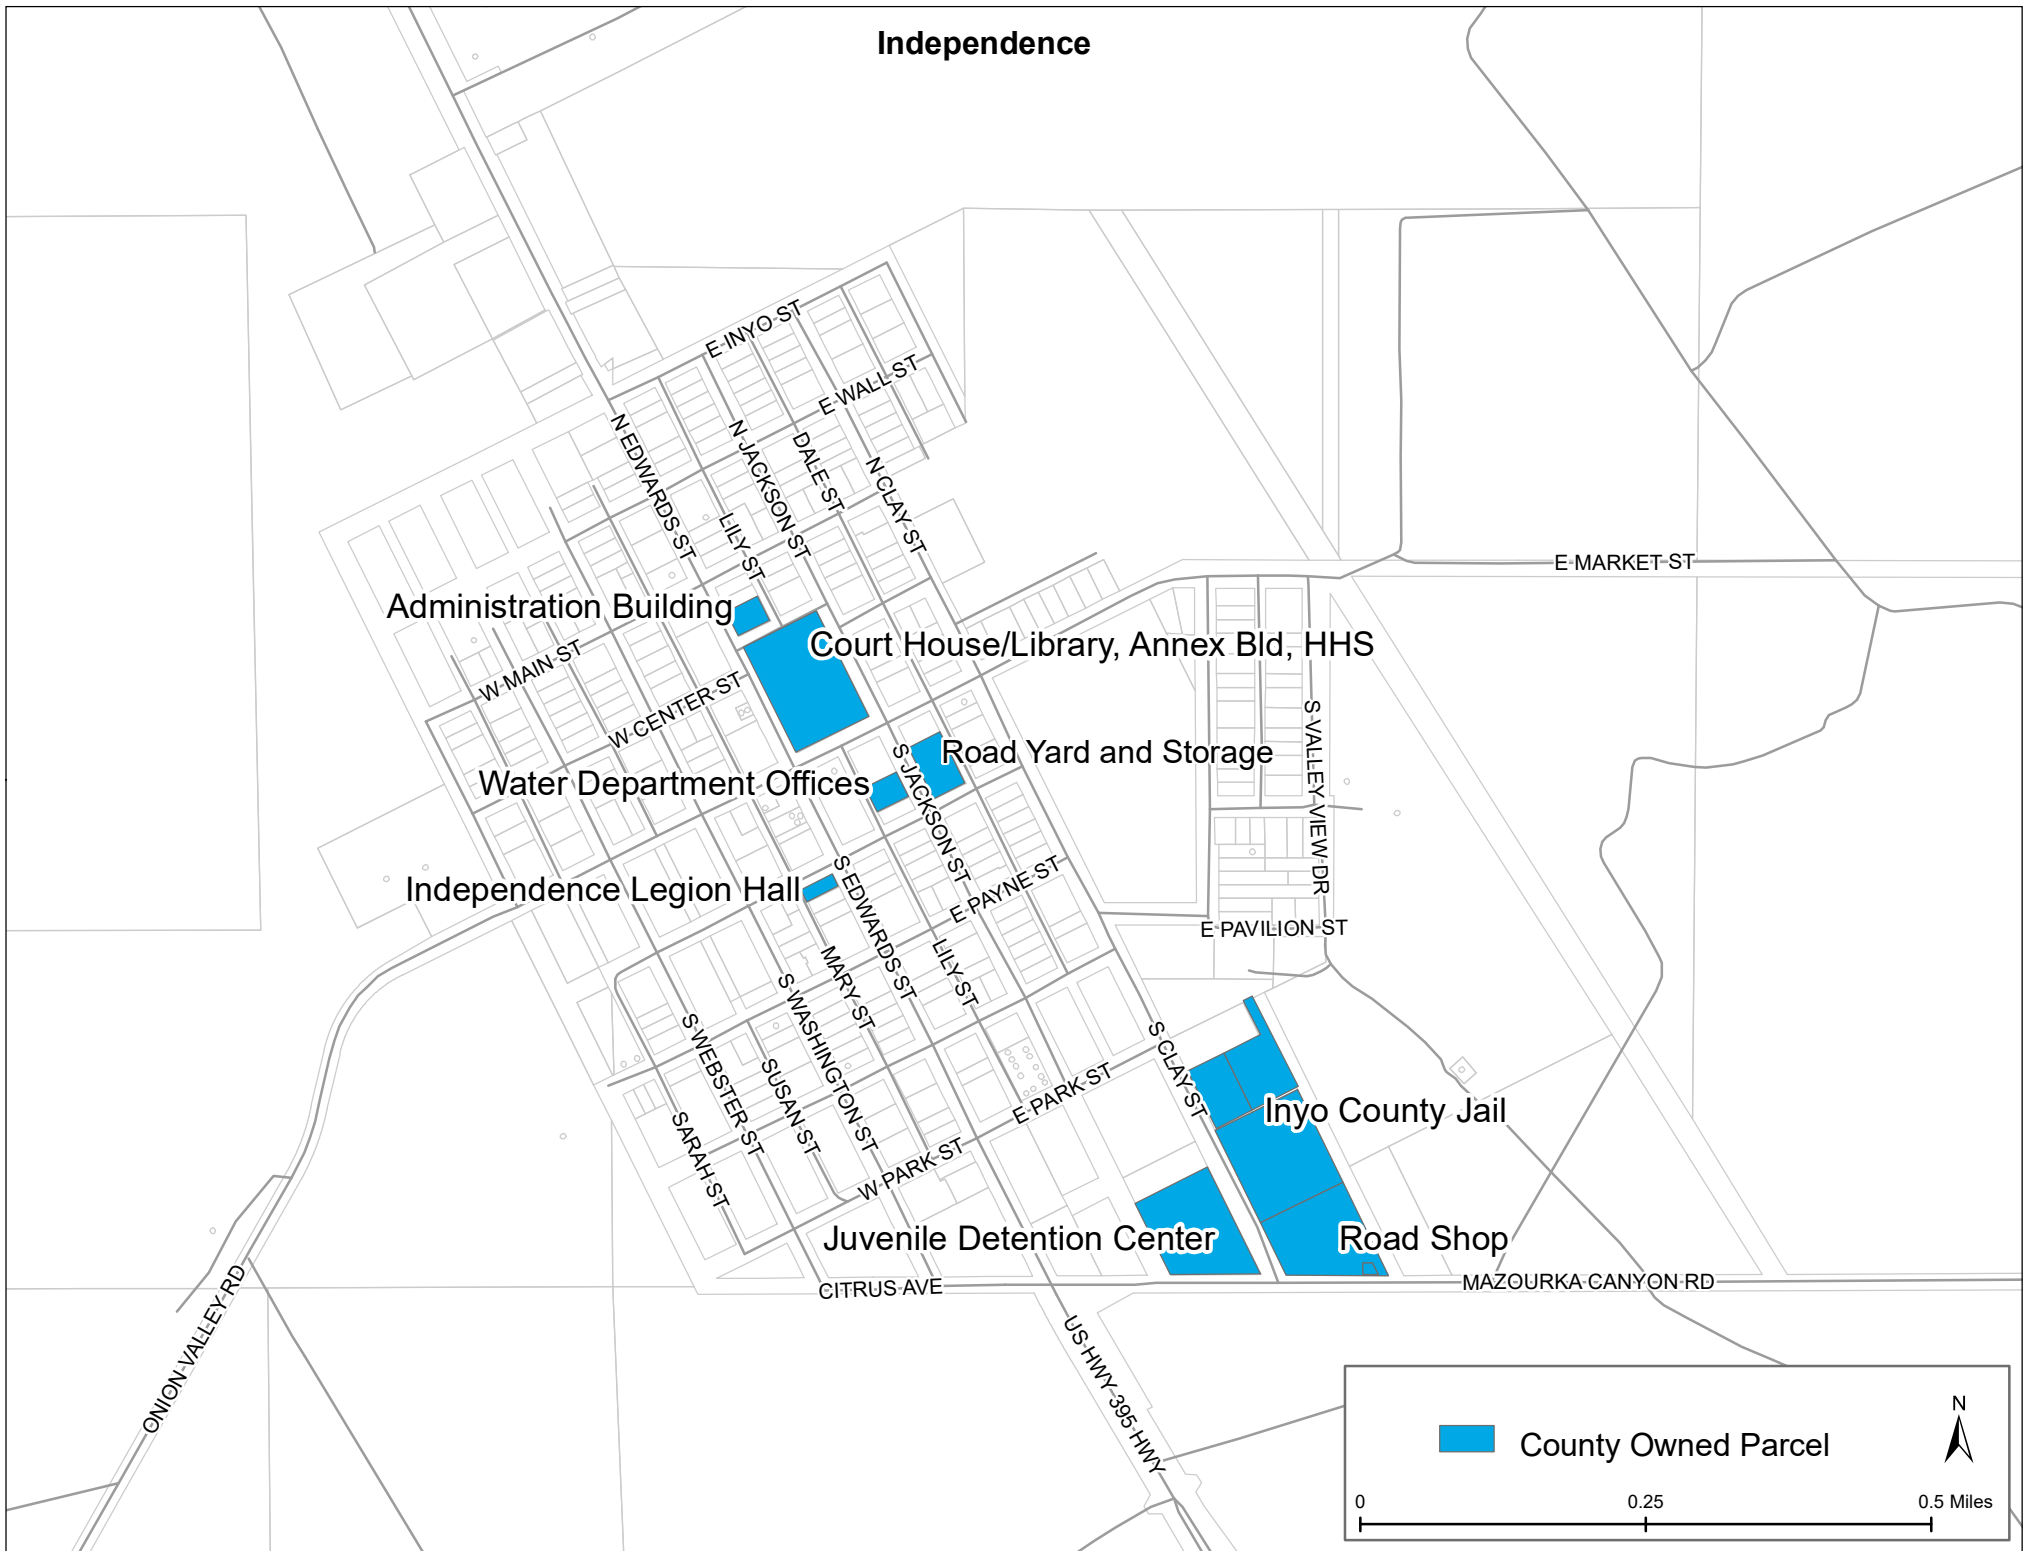 Independence
E INYO ST
E WALL ST
N EDWARDS ST
N JACKSON ST
DALE ST
N CLAY ST
LILY ST
E MARKET ST
Administration Building
Court House/Library, Annex Bld, HHS
W MAIN ST
W CENTER ST
S VALLEY VIEW DR
Road Yard and Storage
Water Department Offices
S JACKSON ST
Independence Legion Hall
S EDWARDS ST
E PAYNE ST
E PAVILION ST
LILY ST
MARY ST
S WASHINGTON ST
S WEBSTER ST
SUSAN ST
S CLAY ST
E PARK ST
SARAH ST
W PARK ST
Inyo County Jail
Juvenile Detention Center
Road Shop
CITRUS AVE
MAZOURKA CANYON RD
ONION VALLEY RD
US HWY 395 HWY
N
County Owned Parcel
0 0.25 0.5 Miles